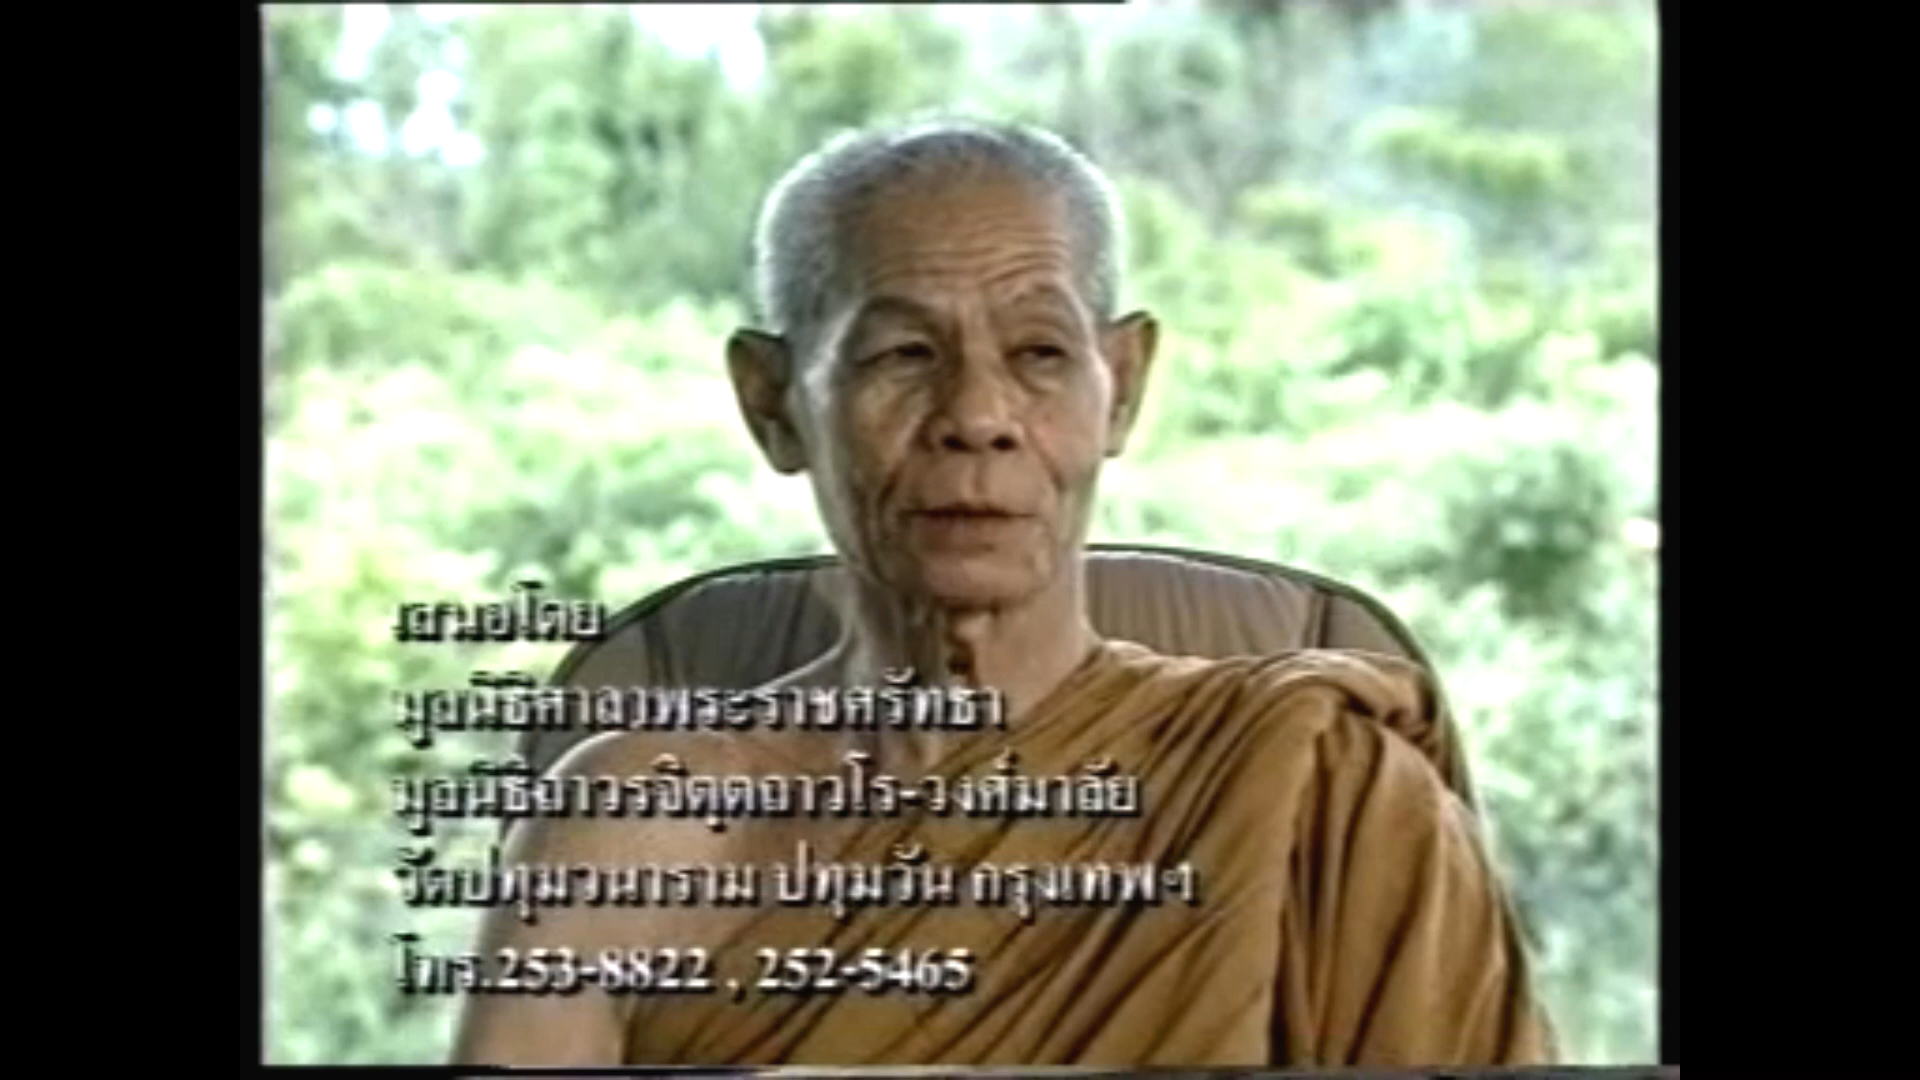 เสนอโดย
มูลนิธิศาลาพระราชศรัทธา
มูลนิธิถาวรจิตฺตถาวโร-วงศ์มาลัย
วัดปทุมวนาราม ปทุมวัน กรุงเทพฯ
โทร.253-8822 , 252-5465